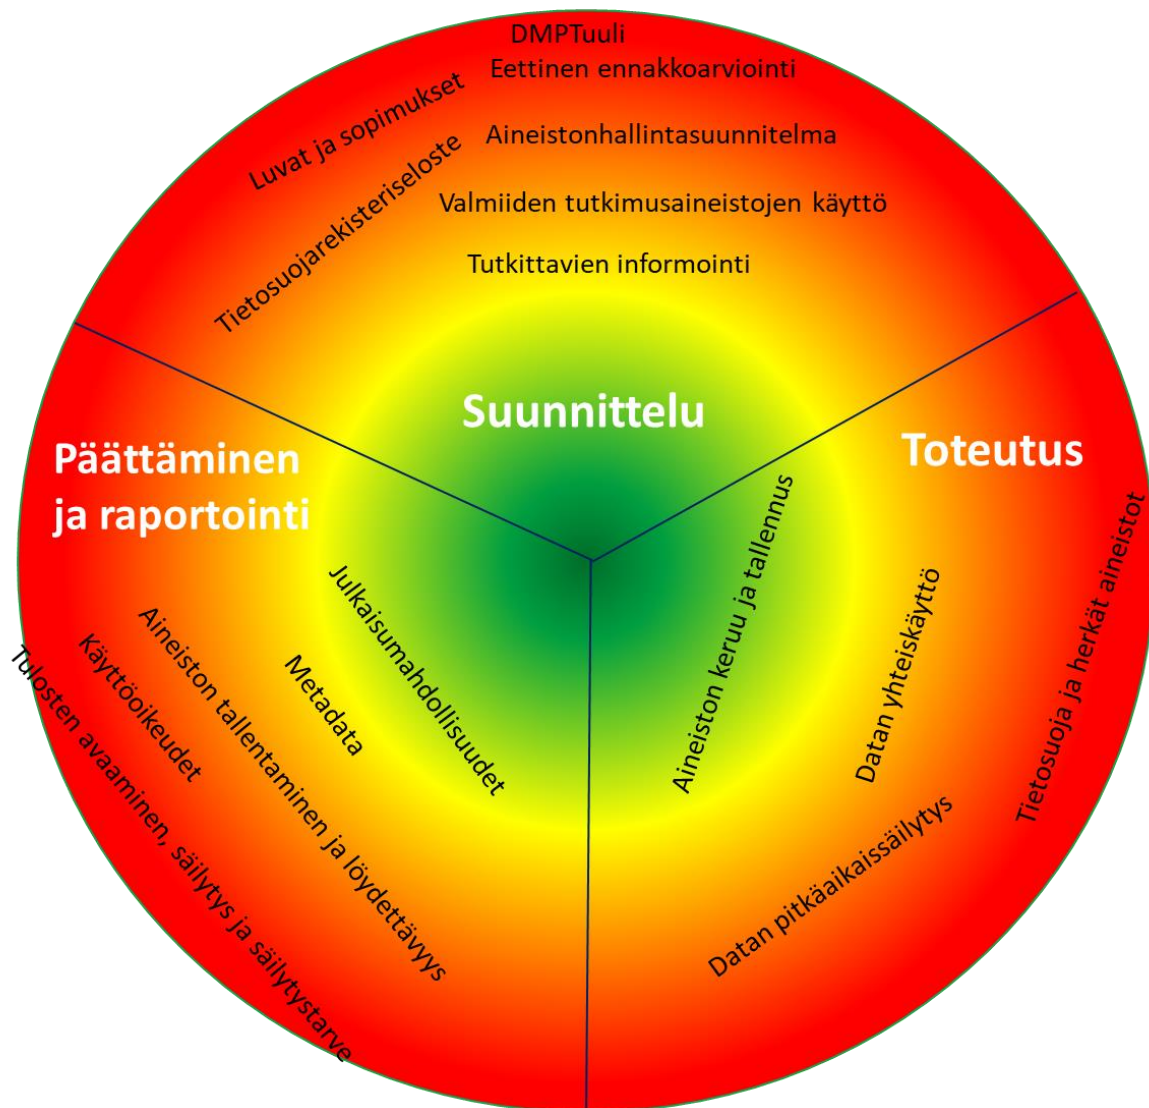 DMPTuuli
Eettinen ennakkoarviointi
Luvat ja sopimukset
Aineistonhallintasuunnitelma
Tietosuojarekisteriseloste
Valmiiden tutkimusaineistojen käyttö
Tutkittavien informointi
Suunnittelu
Toteutus
Aineiston keruu ja tallennus
Datan yhteiskäyttö
Tietosuoja ja herkät aineistot
Datan pitkäaikaissäilytys
Päättäminen
ja raportointi
Julkaisumahdollisuudet
Metadata
Aineiston tallentaminen ja löydettävyys
Käyttöoikeudet
Tulosten avaaminen, säilytys ja säilytystarve